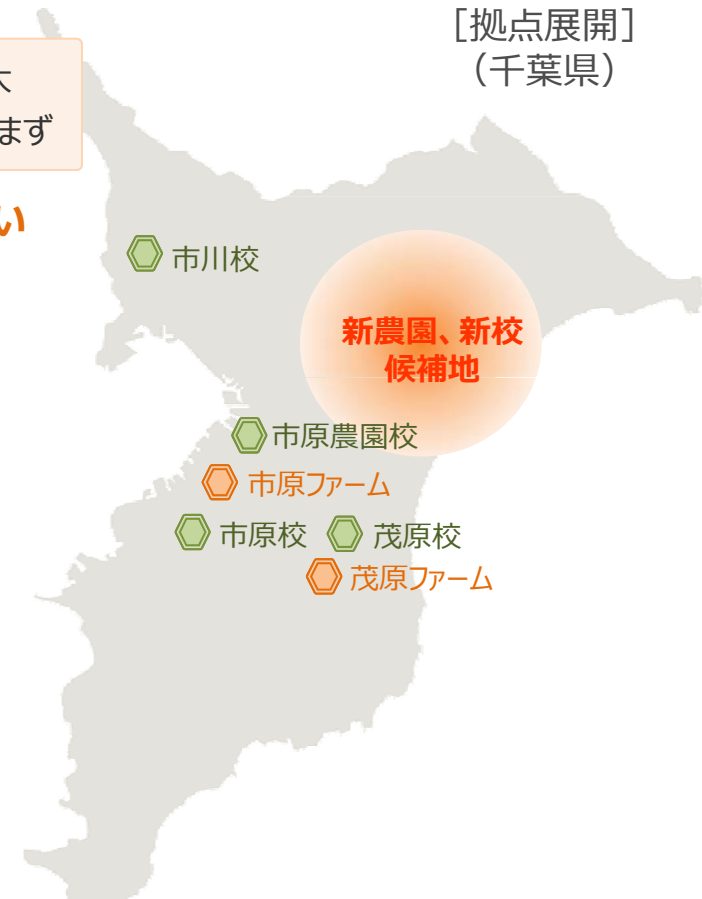 ［拠点展開］
（千葉県）
大
まず
い
市川校
新農園、新校
候補地
市原農園校
市原ファーム
市原校
茂原校
茂原ファーム